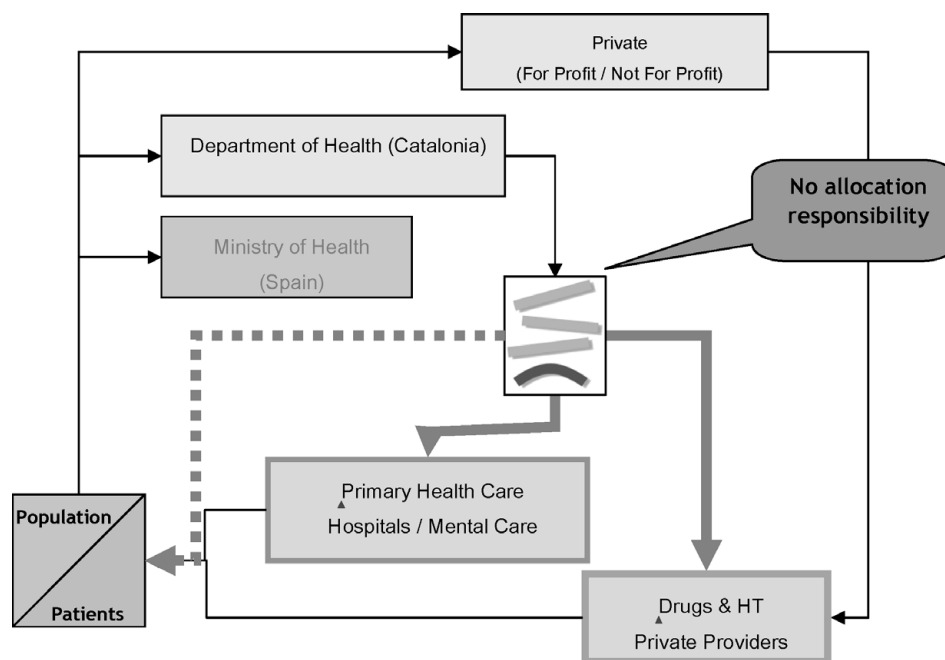 Private
(For Profit / Not For Profit)
Department of Health (Catalonia)
No allocation
responsibility
Ministry of Health
(Spain)
Primary Health Care
Hospitals / Mental Care
Population
Patients
Drugs & HT
Private Providers